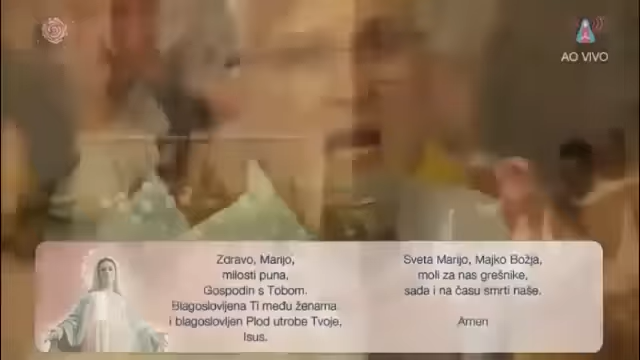 AO VIVO
Zdravo, Marijo,
milosti puna,
Gospodin s Tobom.
Blagoslovljena Ti među ženama
i blagoslovljen Plod utrobe Tvoje,
Isus.
Sveta Marijo, Majko Božja,
moli za nas grešnike,
sada i na času smrti naše.
Amen